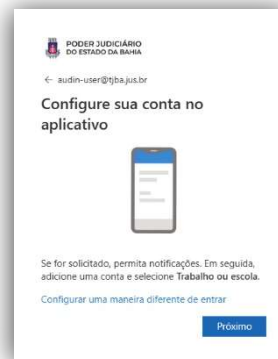 PODER JUDICIÁRIO
DO ESTADO DA BAHIA
← audin-user@tjba.jus.br
Configure sua conta no
aplicativo
Se for solicitado, permita notificações. Em seguida,
adicione uma conta e selecione Trabalho ou escola.
Configurar uma maneira diferente de entrar
Próximo